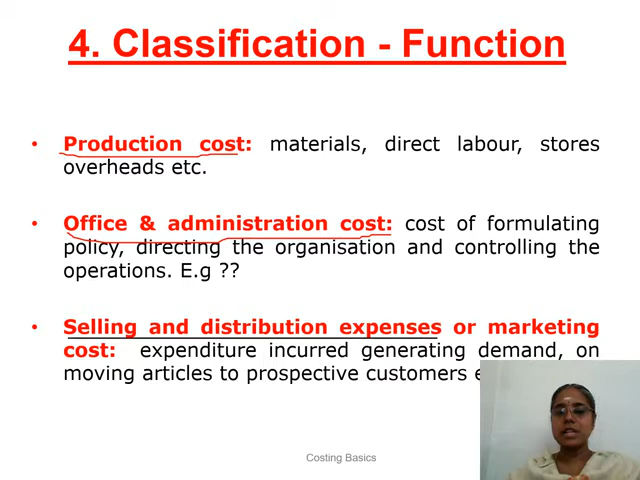 4. Classification - Function
• Production cost: materials, direct labour, stores
overheads etc.
• Office & administration cost: cost of formulating
policy, directing the organisation and controlling the
operations. E.g ??
• Selling and distribution expenses or marketing
cost: expenditure incurred generating demand, on
moving articles to prospective customers
Costing Basics